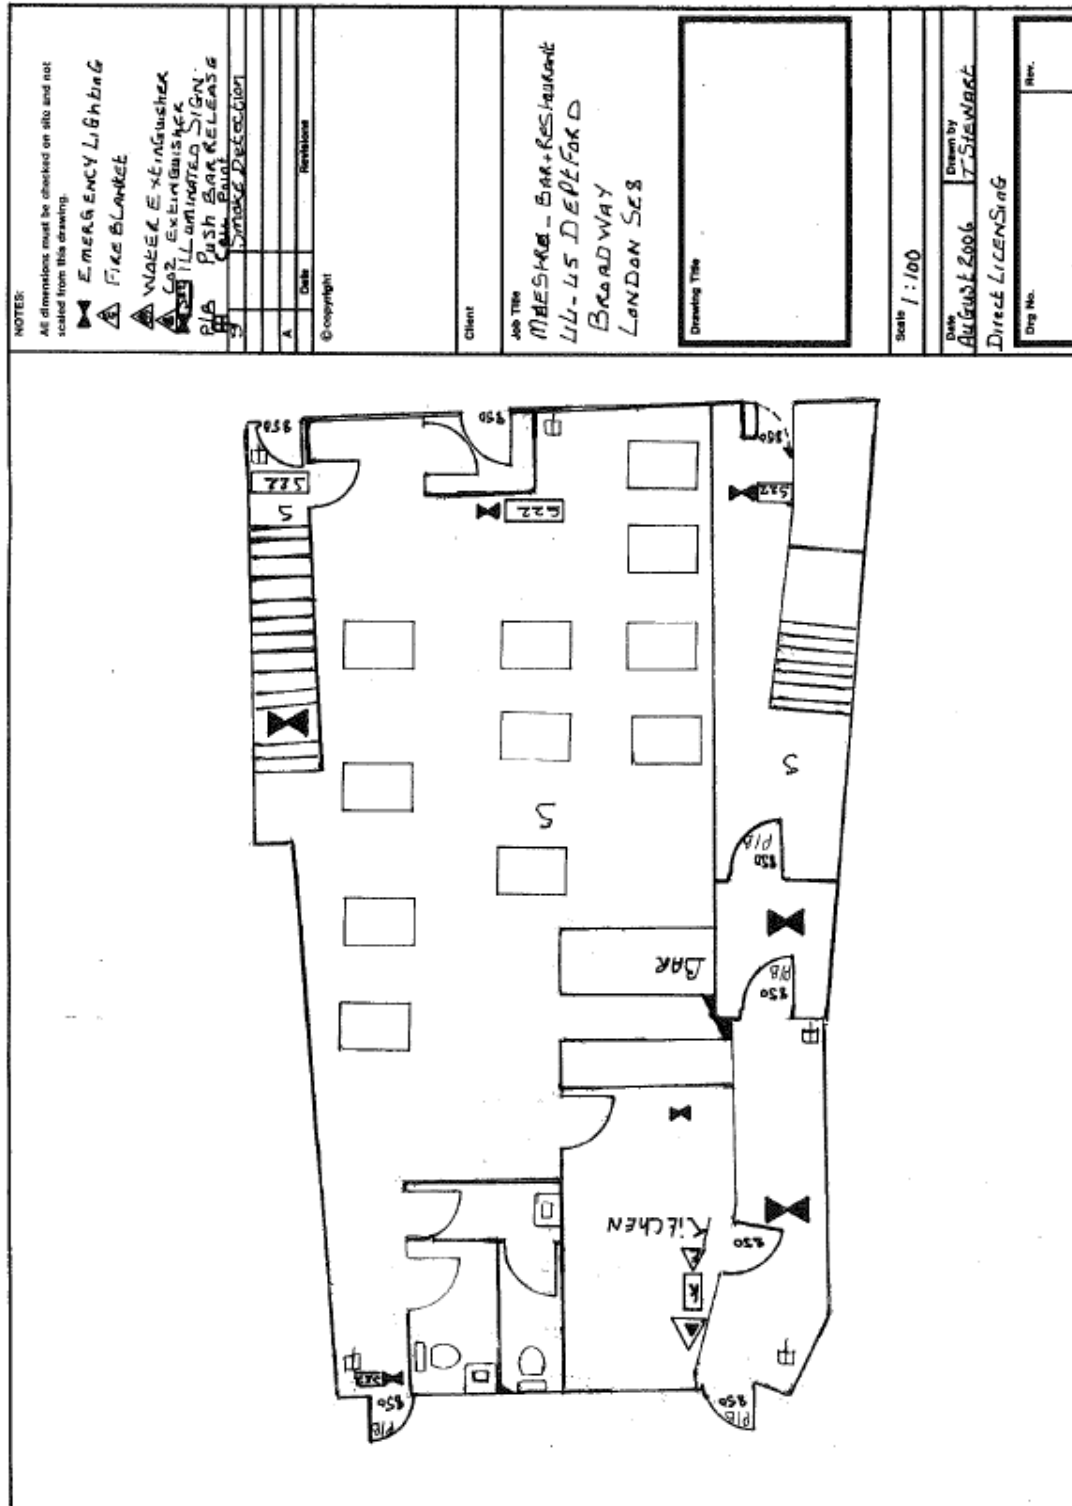 NOTES:
All dimensions must be checked on site and not
scaled from this drawing.
EMERGENCY LIGHTING
FIRE BLANKET
WATER EXTINGUISHER
CO2 EXTINGUISHER
ILLUMINATED SIGN
P/B PUSH BAR RELEASE
CALL POINT
S SMOKE DETECTION
A
Date
Revisions
© copyright
Client
Job Title
BAR + RESTAURANT
DEPTFORD
BROADWAY
LONDON SE8
Drawing Title
Scale 1:100
Date
AUGUST 2006
Drawn by
T STEWART
DIRECT LICENSING
Drg No.
Rev.
850
S
850
850
S
S
P/B
850
BAR
P/B
850
KITCHEN
850
850
P/B
850
P/B